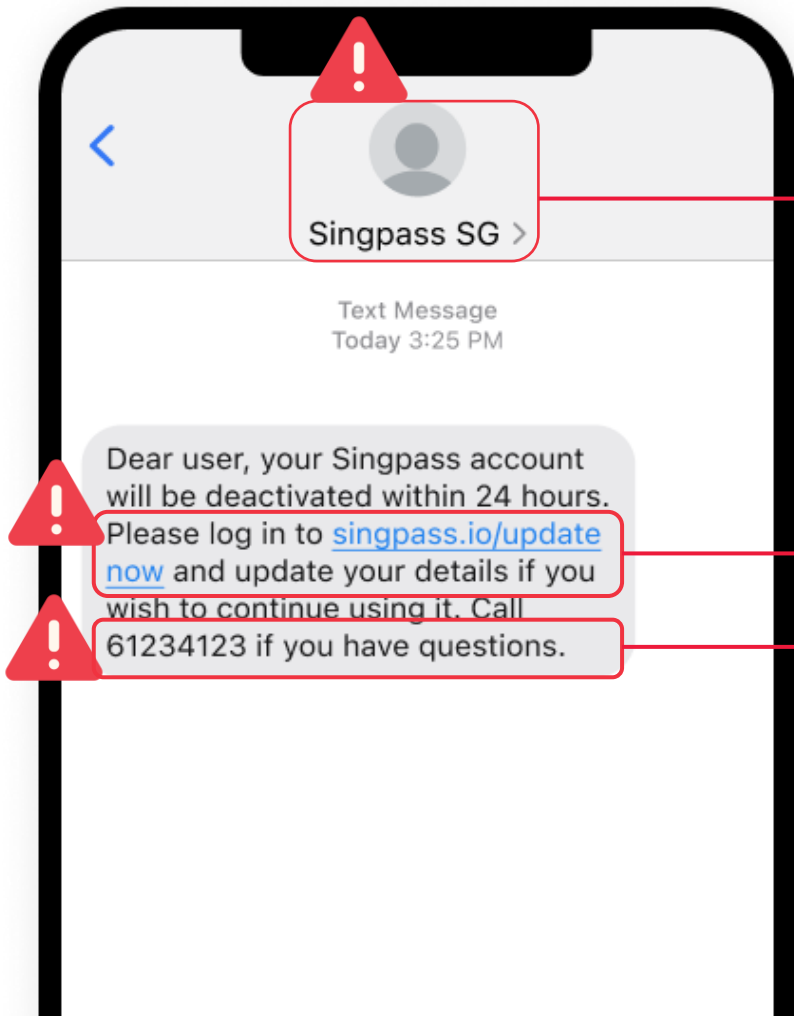 Singpass SG
Text Message
Today 3:25 PM
Dear user, your Singpass account
will be deactivated within 24 hours.
Please log in to singpass.io/update
now and update your details if you
wish to continue using it. Call
61234123 if you have questions.